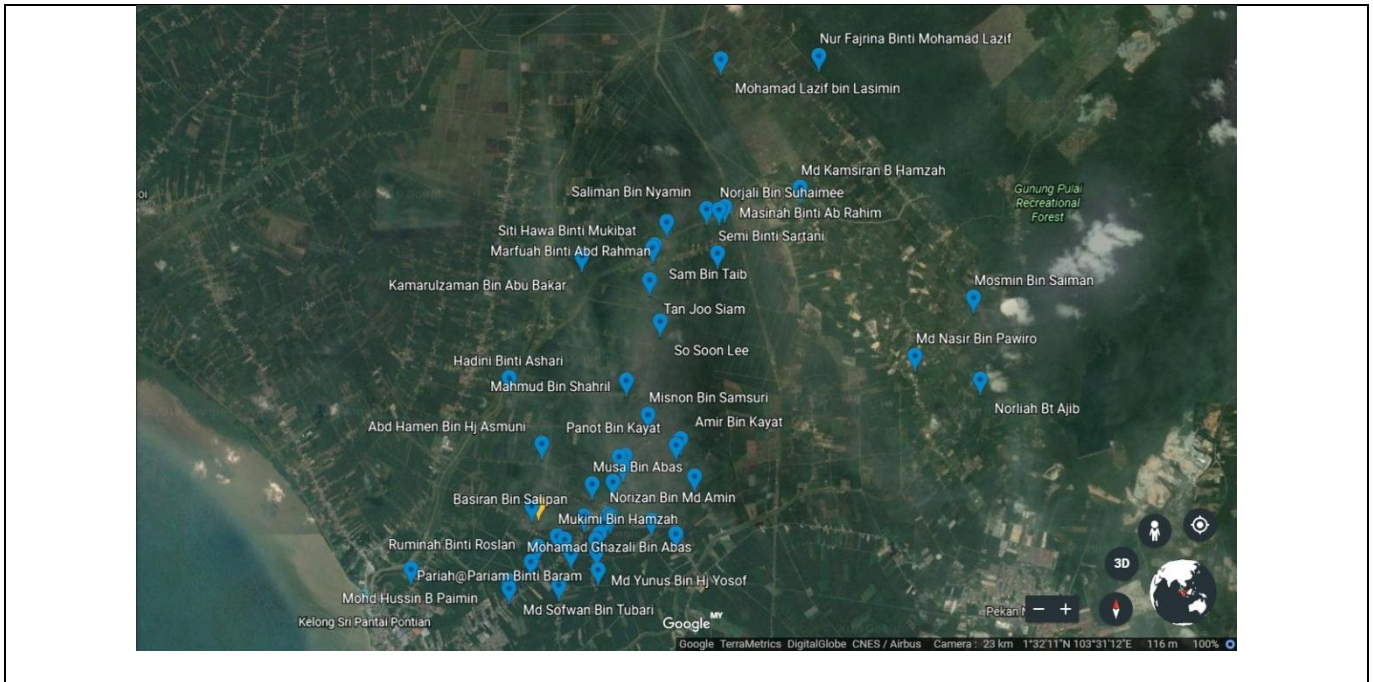 Nur Fajrina Binti Mohamad Lazif
Mohamad Lazif bin Lasimin
Md Kamsiran B Hamzah
Saliman Bin Nyamin
Norjali Bin Suhaimee
Gunung Pulai
Recreational
Forest
oi
Masinah Binti Ab Rahim
Siti Hawa Binti Mukibat
Semi Binti Sartani
Marfuah Binti Abd Rahman
Sam Bin Taib
Kamarulzaman Bin Abu Bakar
Mosmin Bin Saiman
Tan Joo Siam
Md Nasir Bin Pawiro
So Soon Lee
Hadini Binti Ashari
Mahmud Bin Shahril
Misnon Bin Samsuri
Norliah Bt Ajib
Abd Hamen Bin Hj Asmuni
Panot Bin Kayat
Amir Bin Kayat
Musa Bin Abas
Basiran Bin Salipan
Norizan Bin Md Amin
Mukimi Bin Hamzah
Ruminah Binti Roslan
Mohamad Ghazali Bin Abas
3D
Pariah@Pariam Binti Baram
Md Yunus Bin Hj Yosof
Mohd Hussin B Paimin
Md Sofwan Bin Tubari
Pekan N
Kelong Sri Pantai Pontian
Google MY
Google TerraMetrics DigitalGlobe CNES / Airbus Camera : 23 km 1°32'11"N 103°31'12"E 116 m 100%